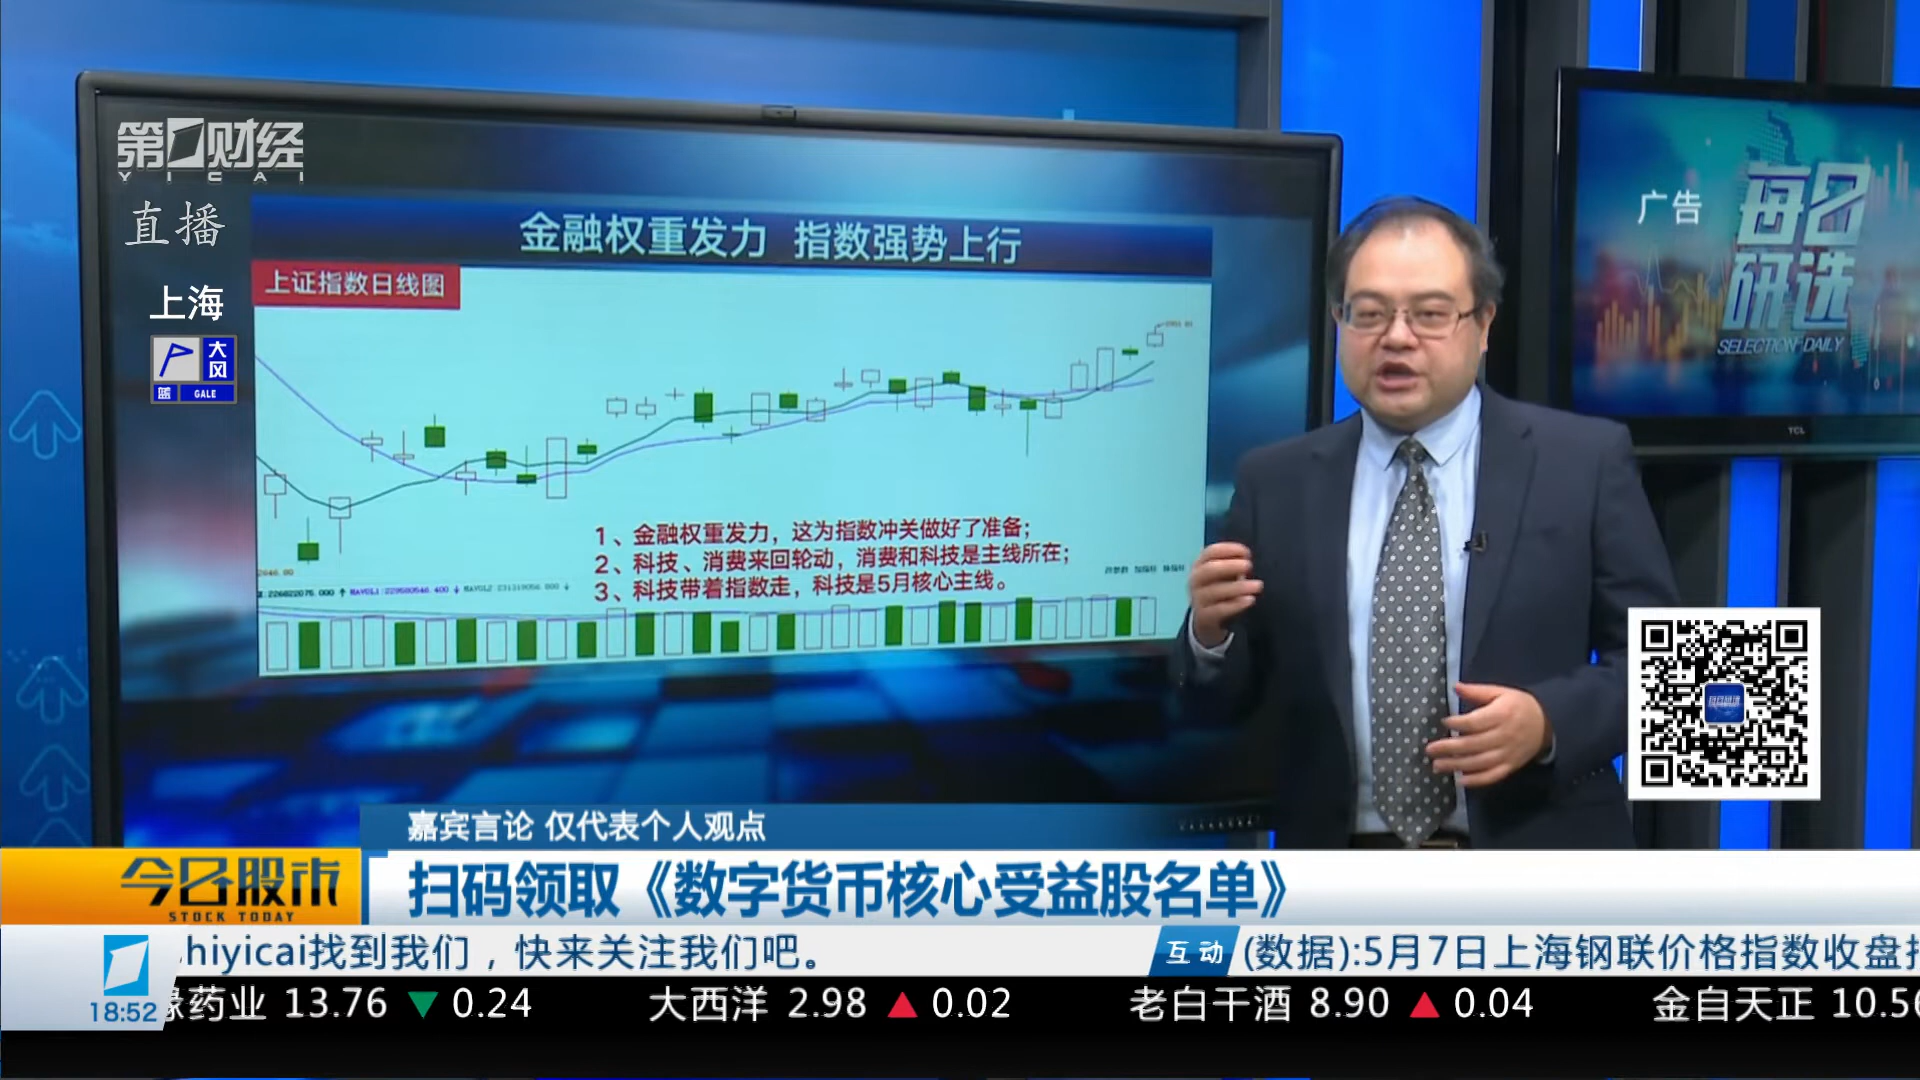 第一财经
YICAI
直播
上海
大风
蓝 GALE
金融权重发力 指数强势上行
上证指数日线图
1、金融权重发力，这为指数冲关做好了准备；
2、科技、消费来回轮动，消费和科技是主线所在；
3、科技带着指数走，科技是5月核心主线。
广告
每日
研选
SELECTION DAILY
TCL
嘉宾言论 仅代表个人观点
今日股市
STOCK TODAY
扫码领取《数字货币核心受益股名单》
hiyicai找到我们，快来关注我们吧。 互动 (数据):5月7日上海钢联价格指数收盘
18:52
药业 13.76 ▼ 0.24 大西洋 2.98 ▲ 0.02 老白干酒 8.90 ▲ 0.04 金自天正 10.56